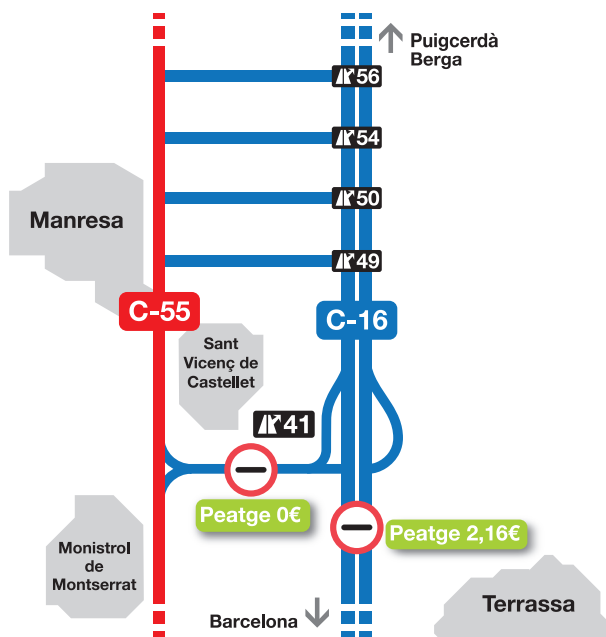 Puigcerdà
Berga
56
54
50
49
Manresa
C-55
C-16
Sant
Vicenç de
Castellet
41
Peatge 0€
Peatge 2,16€
Monistrol
de
Montserrat
Terrassa
Barcelona